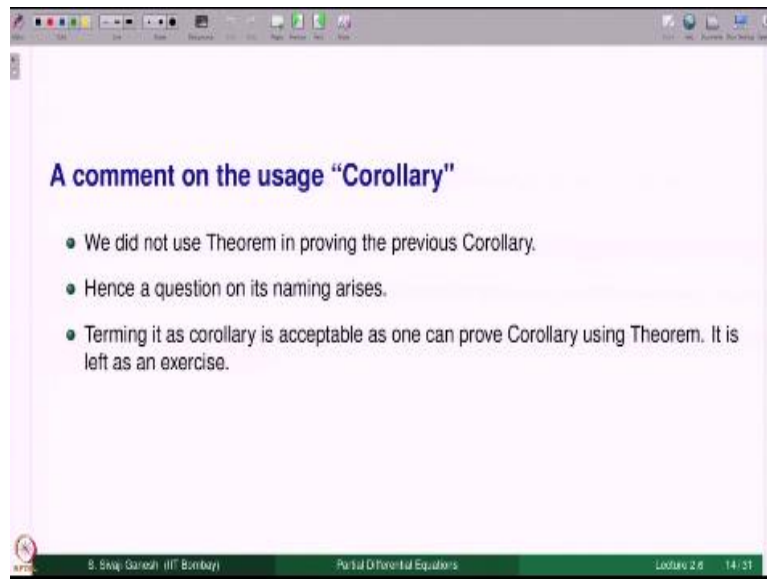 A comment on the usage “Corollary"
We did not use Theorem in proving the previous Corollary.
Hence a question on its naming arises.
Terming it as corollary is acceptable as one can prove Corollary using Theorem. It is
left as an exercise.
S. Sivaji Ganesh (IIT Bombay) Partial Differential Equations Lecture 2.6 14/31